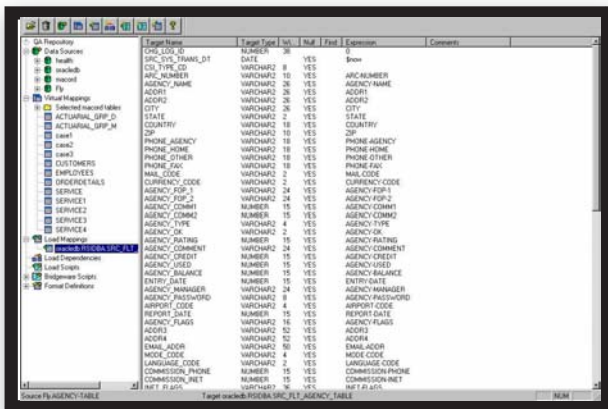 QA Repository
Data Sources
health
oracledb
macord
Fly
Virtual Mappings
Selected macord tables
ACTUARIAL_GRP_D
ACTUARIAL_GRP_M
case1
case2
case3
CUSTOMERS
EMPLOYEES
ORDERDETAILS
SERVICE
SERVICE1
SERVICE2
SERVICE3
SERVICE4
Load Mappings
oracledb:RSIDBA.SRC_FLT_
Load Dependencies
Load Scripts
Bridgeware Scripts
Format Definitions
Target Name Target Type Wi... Null Find Expression Comments
CHG_LOG_ID NUMBER 38 0
SRC_SYS_TRANS_DT DATE YES $now
CSI_TYPE_CD VARCHAR2 8 YES
ARC_NUMBER VARCHAR2 10 YES ARC-NUMBER
AGENCY_NAME VARCHAR2 26 YES AGENCY-NAME
ADDR1 VARCHAR2 26 YES ADDR1
ADDR2 VARCHAR2 26 YES ADDR2
CITY VARCHAR2 26 YES CITY
STATE VARCHAR2 2 YES STATE
COUNTRY VARCHAR2 18 YES COUNTRY
ZIP VARCHAR2 10 YES ZIP
PHONE_AGENCY VARCHAR2 18 YES PHONE-AGENCY
PHONE_HOME VARCHAR2 18 YES PHONE-HOME
PHONE_OTHER VARCHAR2 18 YES PHONE-OTHER
PHONE_FAX VARCHAR2 18 YES PHONE-FAX
MAIL_CODE VARCHAR2 2 YES MAIL-CODE
CURRENCY_CODE VARCHAR2 2 YES CURRENCY-CODE
AGENCY_FOP_1 VARCHAR2 24 YES AGENCY-FOP-1
AGENCY_FOP_2 VARCHAR2 24 YES AGENCY-FOP-2
AGENCY_COMM1 NUMBER 15 YES AGENCY-COMM1
AGENCY_COMM2 NUMBER 15 YES AGENCY-COMM2
AGENCY_TYPE VARCHAR2 4 YES AGENCY-TYPE
AGENCY_OK VARCHAR2 2 YES AGENCY-OK
AGENCY_RATING NUMBER 15 YES AGENCY-RATING
AGENCY_COMMENT VARCHAR2 24 YES AGENCY-COMMENT
AGENCY_CREDIT NUMBER 15 YES AGENCY-CREDIT
AGENCY_USED NUMBER 15 YES AGENCY-USED
AGENCY_BALANCE NUMBER 15 YES AGENCY-BALANCE
ENTRY_DATE NUMBER 15 YES ENTRY-DATE
AGENCY_MANAGER VARCHAR2 24 YES AGENCY-MANAGER
AGENCY_PASSWORD VARCHAR2 8 YES AGENCY-PASSWORD
AIRPORT_CODE VARCHAR2 4 YES AIRPORT-CODE
REPORT_DATE NUMBER 15 YES REPORT-DATE
AGENCY_FLAGS VARCHAR2 16 YES AGENCY-FLAGS
ADDR3 VARCHAR2 52 YES ADDR3
ADDR4 VARCHAR2 52 YES ADDR4
EMAIL_ADDR VARCHAR2 50 YES EMAIL-ADDR
MODE_CODE VARCHAR2 4 YES MODE-CODE
LANGUAGE_CODE VARCHAR2 2 YES LANGUAGE-CODE
COMMISSION_PHONE NUMBER 15 YES COMMISSION-PHONE
COMMISSION_INET NUMBER 15 YES COMMISSION-INET
INET_FLAGS VARCHAR2 36 YES INET-FLAGS
Source Fly:AGENCY-TABLE Target oracledb:RSIDBA.SRC_FLT_AGENCY_TABLE NUM